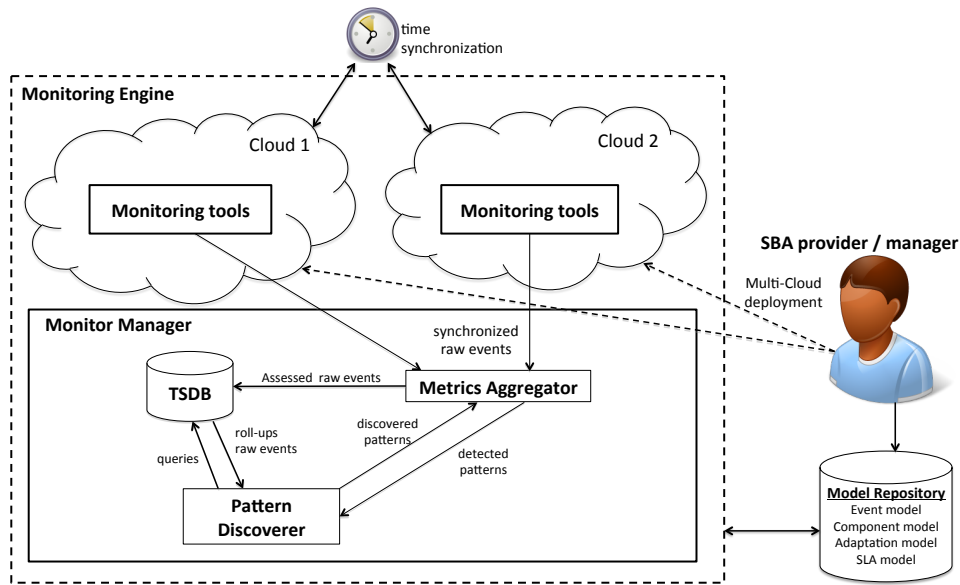 time
synchronization
Monitoring Engine
Cloud 1
Cloud 2
Monitoring tools
Monitoring tools
SBA provider / manager
Multi-Cloud
deployment
Monitor Manager
synchronized
raw events
TSDB
Assessed raw events
Metrics Aggregator
roll-ups
raw events
queries
discovered
patterns
detected
patterns
Pattern
Discoverer
Model Repository
Event model
Component model
Adaptation model
SLA model